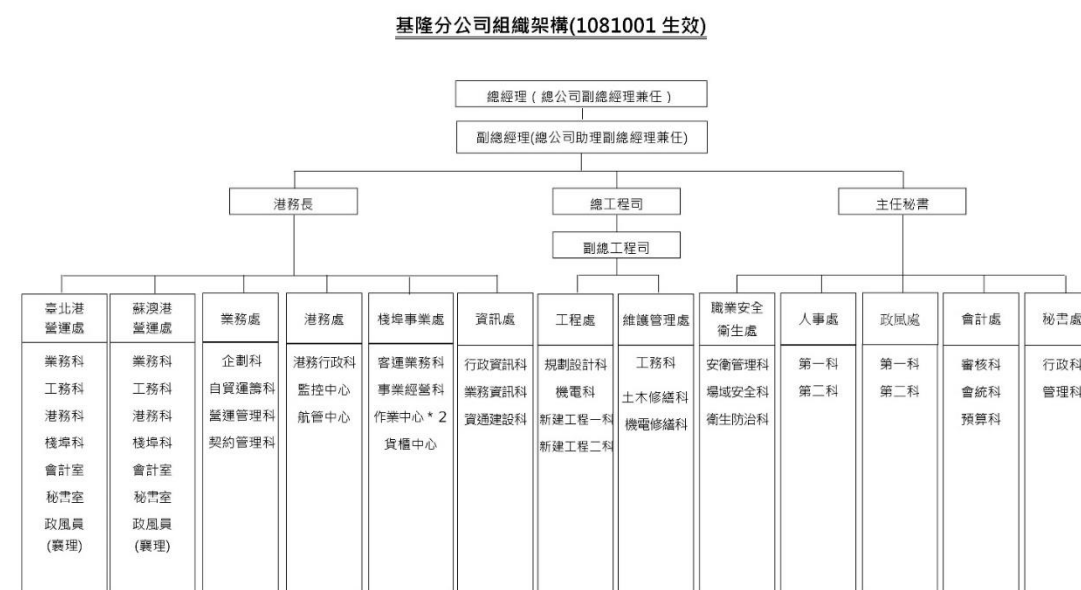 基隆分公司組織架構(1081001 生效)
總經理 ( 總公司副總經理兼任 )
副總經理(總公司助理副總經理兼任)
港務長
總工程司
主任秘書
副總工程司
臺北港
營運處
業務科
工務科
港務科
棧埠科
會計室
秘書室
政風員
(襄理)
蘇澳港
營運處
業務科
工務科
港務科
棧埠科
會計室
秘書室
政風員
(襄理)
業務處
企劃科
自貿運籌科
營運管理科
契約管理科
港務處
港務行政科
監控中心
航管中心
棧埠事業處
客運業務科
事業經營科
作業中心 * 2
貨櫃中心
資訊處
行政資訊科
業務資訊科
資通建設科
工程處
規劃設計科
機電科
新建工程一科
新建工程二科
維護管理處
工務科
土木修繕科
機電修繕科
職業安全
衛生處
安衛管理科
場域安全科
衛生防治科
人事處
第一科
第二科
政風處
第一科
第二科
會計處
審核科
會統科
預算科
秘書處
行政科
管理科